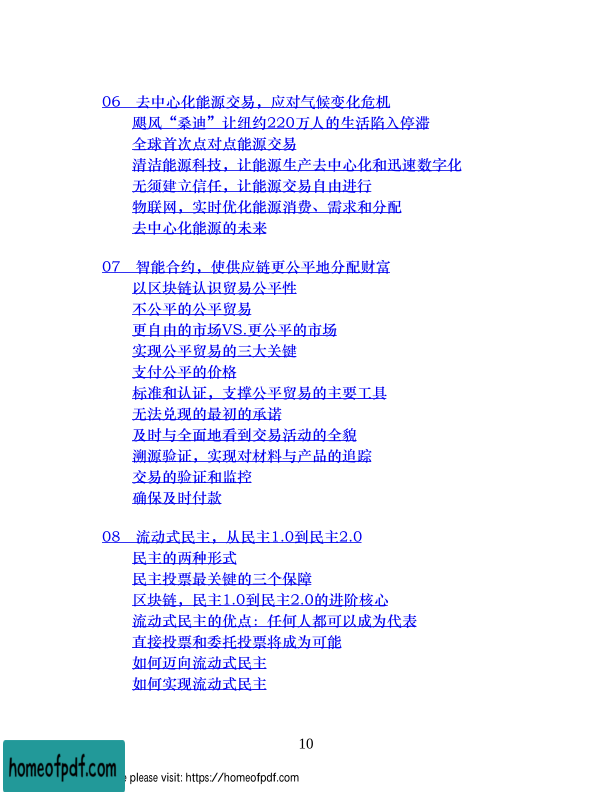 06 去中心化能源交易，应对气候变化危机
飓风“桑迪”让纽约220万人的生活陷入停滞
全球首次点对点能源交易
清洁能源科技，让能源生产去中心化和迅速数字化
无须建立信任，让能源交易自由进行
物联网，实时优化能源消费、需求和分配
去中心化能源的未来
07 智能合约，使供应链更公平地分配财富
以区块链认识贸易公平性
不公平的公平贸易
更自由的市场VS.更公平的市场
实现公平贸易的三大关键
支付公平的价格
标准和认证，支撑公平贸易的主要工具
无法兑现的最初的承诺
及时与全面地看到交易活动的全貌
溯源验证，实现对材料与产品的追踪
交易的验证和监控
确保及时付款
08 流动式民主，从民主1.0到民主2.0
民主的两种形式
民主投票最关键的三个保障
区块链，民主1.0到民主2.0的进阶核心
流动式民主的优点：任何人都可以成为代表
直接投票和委托投票将成为可能
如何迈向流动式民主
如何实现流动式民主
10
homeofpdf.com
please visit: https://homeofpdf.com